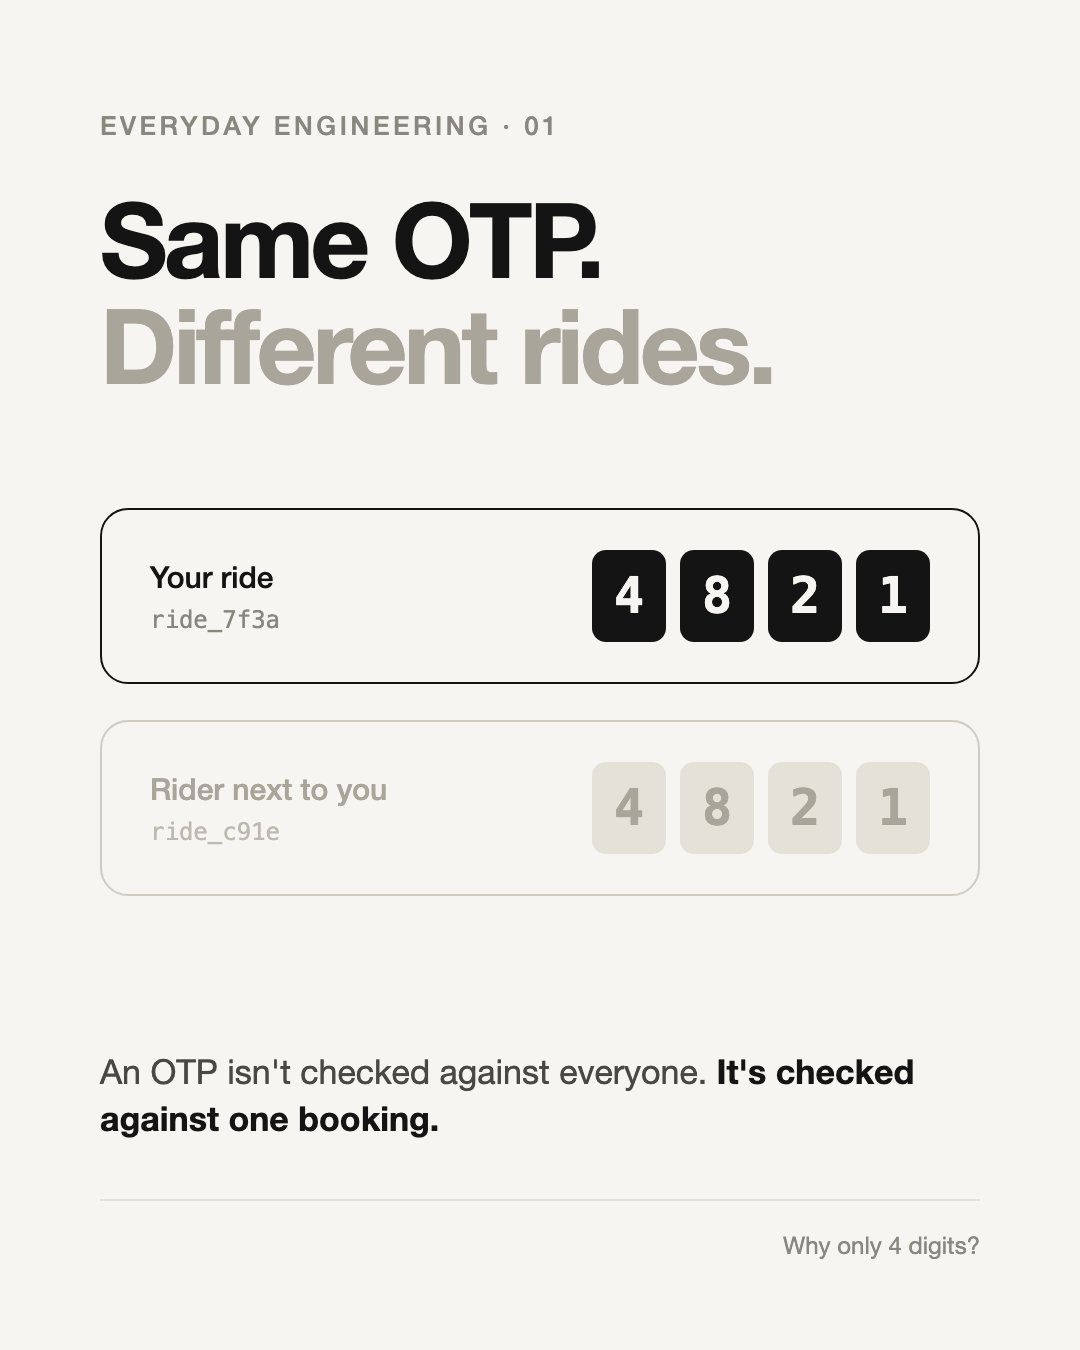 EVERYDAY ENGINEERING · 01
Same OTP.
Different rides.
Your ride
ride_7f3a
4 8 2 1
Rider next to you
ride_c91e
4 8 2 1
An OTP isn't checked against everyone. It's checked
against one booking.
Why only 4 digits?